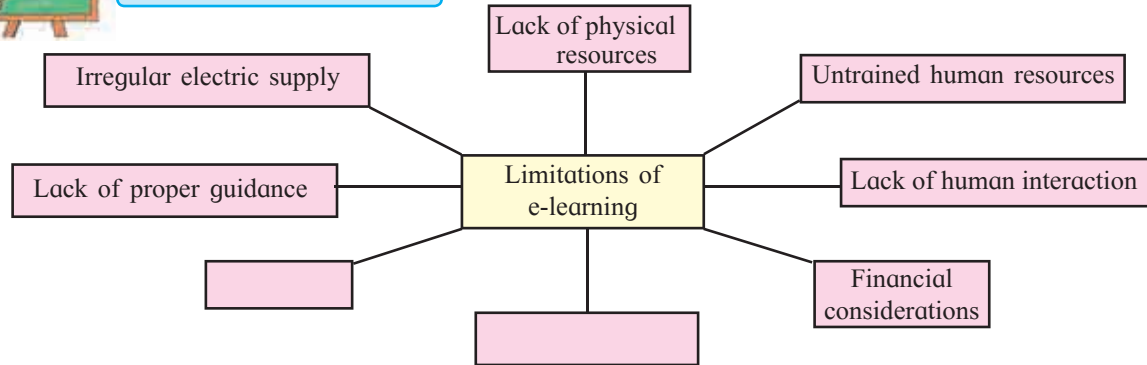 Lack of physical
resources
Irregular electric supply
Untrained human resources
Limitations of
e-learning
Lack of proper guidance
Lack of human interaction
Financial
considerations